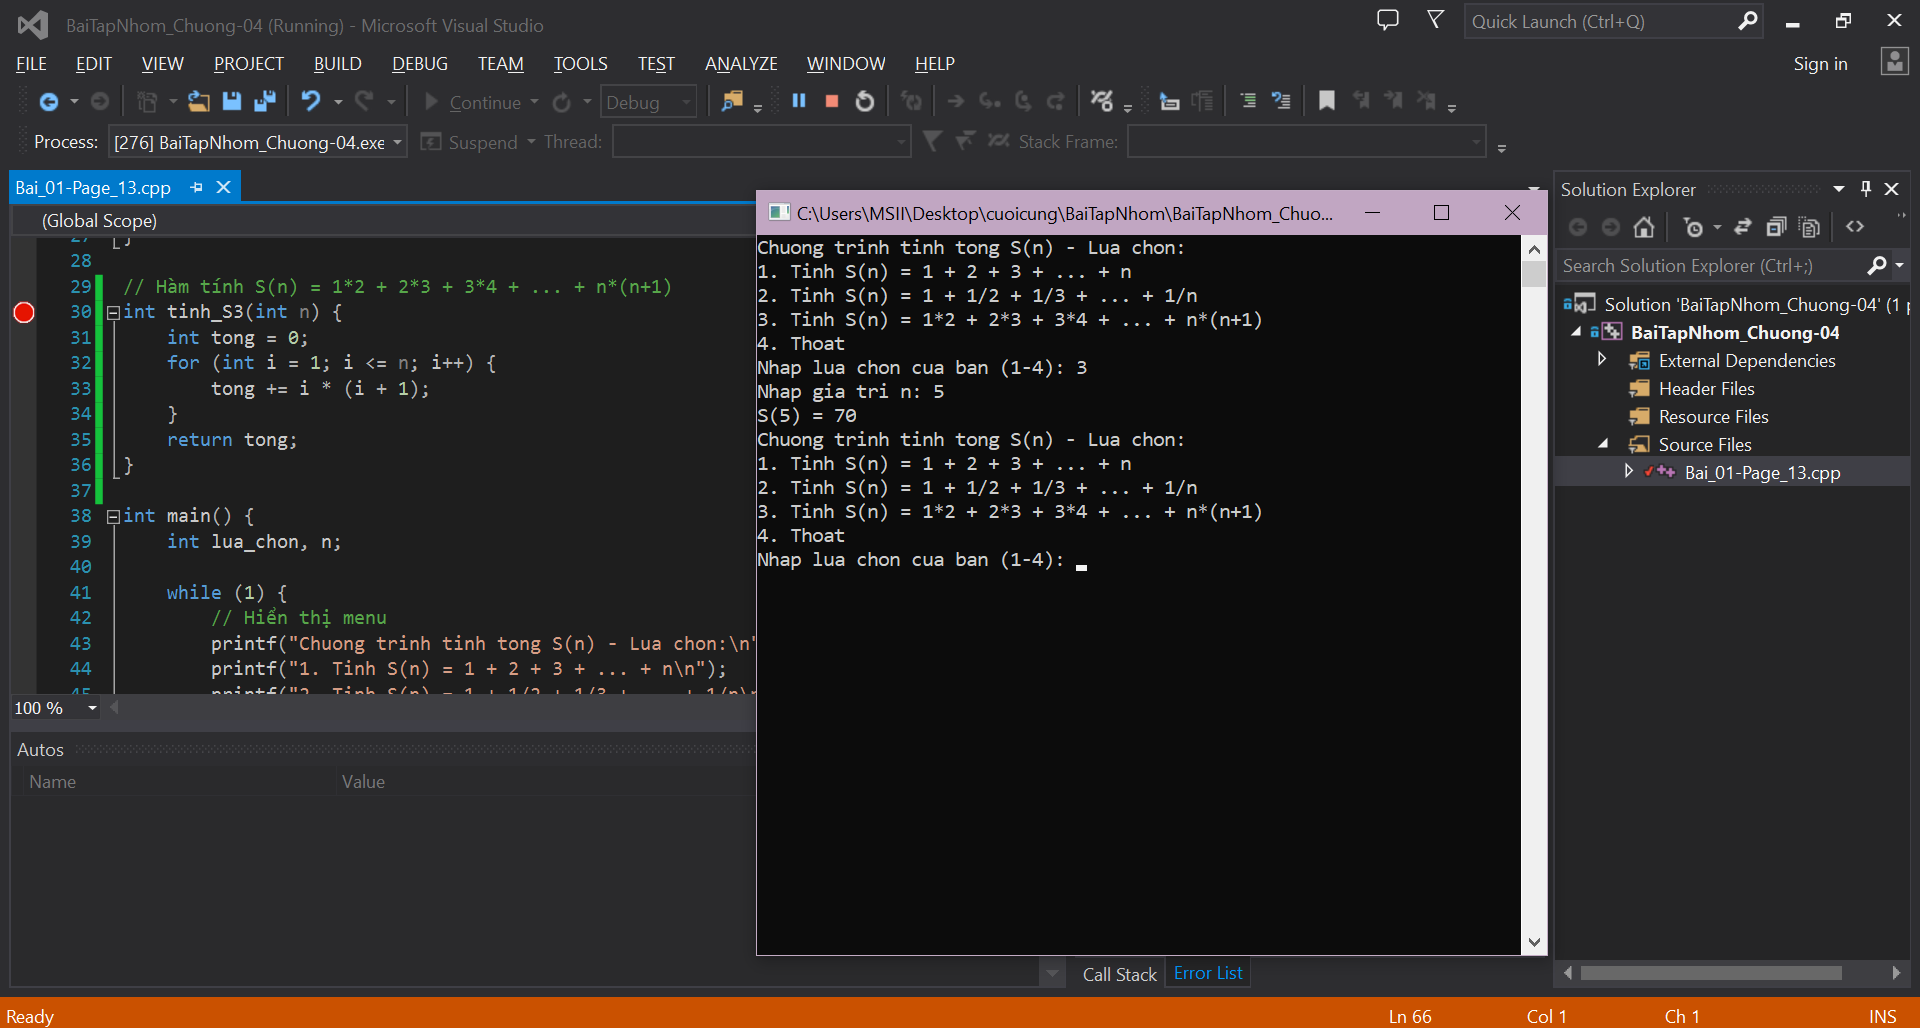 BaiTapNhom_Chuong-04 (Running) - Microsoft Visual Studio
Quick Launch (Ctrl+Q)
FILE EDIT VIEW PROJECT BUILD DEBUG TEAM TOOLS TEST ANALYZE WINDOW HELP
Sign in
Continue Debug
Process: [276] BaiTapNhom_Chuong-04.exe Suspend Thread: Stack Frame:
Bai_01-Page_13.cpp
(Global Scope)
27 }
28
29 // Hàm tính S(n) = 1*2 + 2*3 + 3*4 + ... + n*(n+1)
30 int tinh_S3(int n) {
31 int tong = 0;
32 for (int i = 1; i <= n; i++) {
33 tong += i * (i + 1);
34 }
35 return tong;
36 }
37
38 int main() {
39 int lua_chon, n;
40
41 while (1) {
42 // Hiển thị menu
43 printf("Chuong trinh tinh tong S(n) - Lua chon:\n"
44 printf("1. Tinh S(n) = 1 + 2 + 3 + ... + n\n");
45 printf("2. Tinh S(n) = 1 + 1/2 + 1/3 + ... + 1/n\n
100 %
Autos
Name Value
C:\Users\MSII\Desktop\cuoicung\BaiTapNhom\BaiTapNhom_Chuo...
Chuong trinh tinh tong S(n) - Lua chon:
1. Tinh S(n) = 1 + 2 + 3 + ... + n
2. Tinh S(n) = 1 + 1/2 + 1/3 + ... + 1/n
3. Tinh S(n) = 1*2 + 2*3 + 3*4 + ... + n*(n+1)
4. Thoat
Nhap lua chon cua ban (1-4): 3
Nhap gia tri n: 5
S(5) = 70
Chuong trinh tinh tong S(n) - Lua chon:
1. Tinh S(n) = 1 + 2 + 3 + ... + n
2. Tinh S(n) = 1 + 1/2 + 1/3 + ... + 1/n
3. Tinh S(n) = 1*2 + 2*3 + 3*4 + ... + n*(n+1)
4. Thoat
Nhap lua chon cua ban (1-4):
Call Stack Error List
Solution Explorer
Search Solution Explorer (Ctrl+;)
Solution 'BaiTapNhom_Chuong-04' (1 p
BaiTapNhom_Chuong-04
External Dependencies
Header Files
Resource Files
Source Files
Bai_01-Page_13.cpp
Ready Ln 66 Col 1 Ch 1 INS